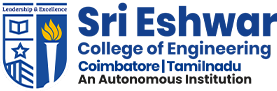 Leadership & Excellence
Sri Eshwar
College of Engineering
Coimbatore | Tamilnadu
An Autonomous Institution